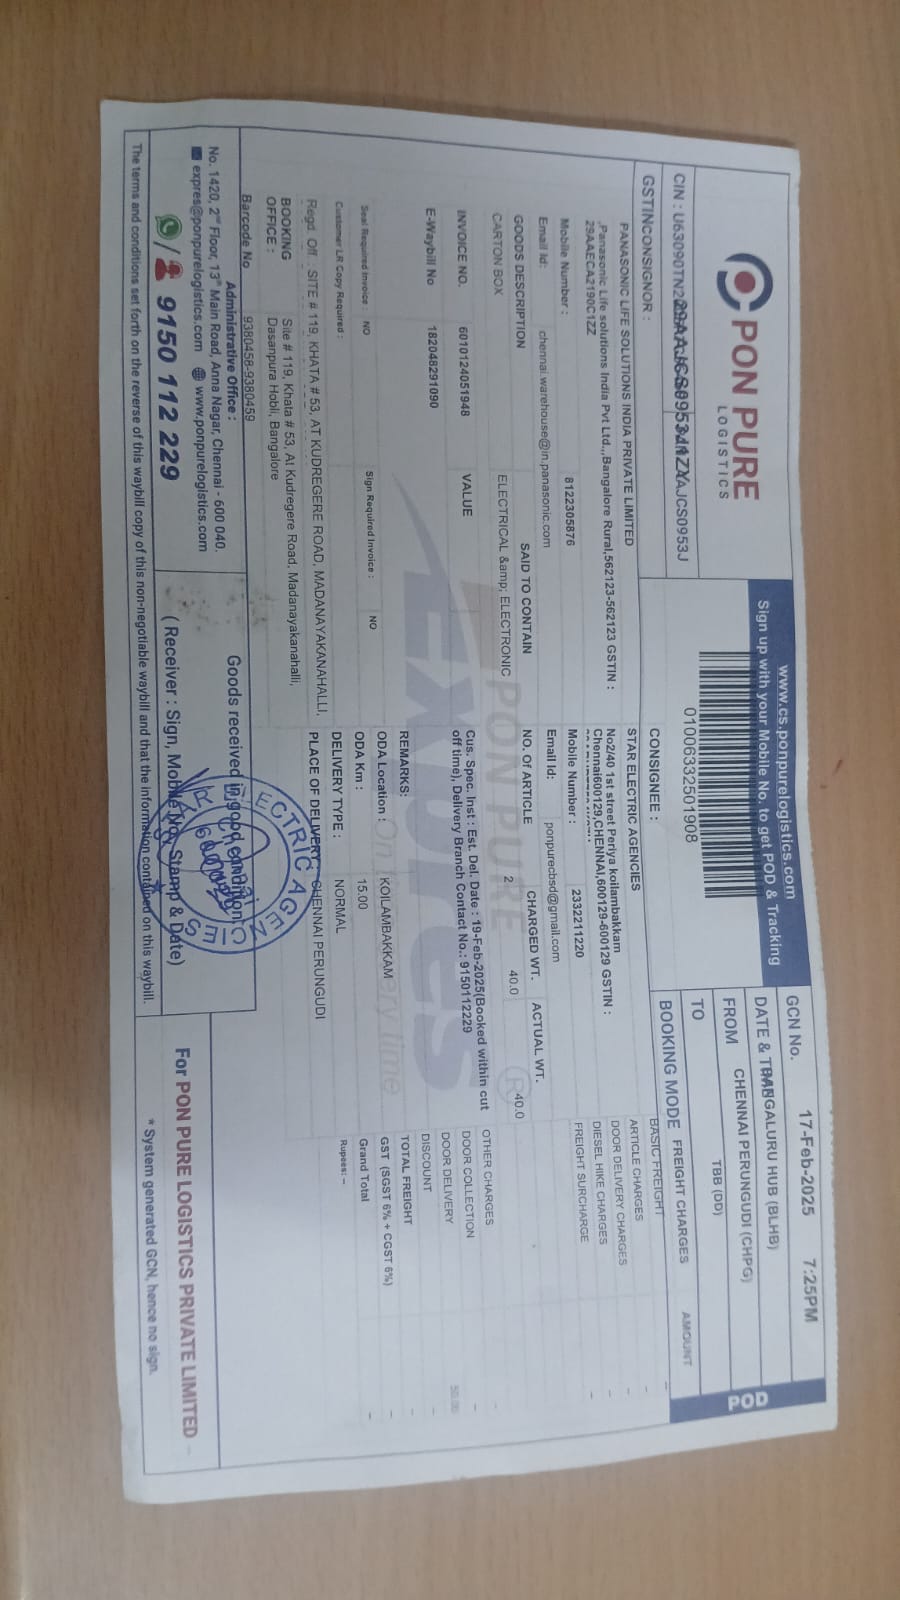 PON PURE
LOGISTICS
www.cs.ponpurelogistics.com
Sign up with your Mobile No. to get POD & Tracking
01006332501908
GCN No.
17-Feb-2025 7:25PM
DATE &
BANGALURU HUB (BLHB)
FROM CHENNAI PERUNGUDI (CHPG)
TO
TBB (DD)
BOOKING MODE
POD
CIN :
GSTIN
CONSIGNOR :
PANASONIC LIFE SOLUTIONS INDIA PRIVATE LIMITED
,Panasonic Life solutions India Pvt Ltd.,,Bangalore Rural,562123-562123 GSTIN :
29AAECA2190C1ZZ
Mobile Number : 8122305876
Email Id: chennai.warehouse@in.panasonic.com
CONSIGNEE :
STAR ELECTRIC AGENCIES
No2/40 1st street Periya koilambakkam
Chennai600129,CHENNAI,600129-600129 GSTIN :
Mobile Number : 2332211220
Email Id: ponpurecbsd@gmail.com
GOODS DESCRIPTION SAID TO CONTAIN NO. OF ARTICLE CHARGED WT. ACTUAL WT.
CARTON BOX ELECTRICAL &amp; ELECTRONIC 2 40.0 40.0
INVOICE NO. 6010124051948 VALUE
E-Waybill No 182048291090
Cus. Spec. Inst : Est. Del. Date : 19-Feb-2025(Booked within cut
off time), Delivery Branch Contact No.: 9150112229
REMARKS:
Seal Required Invoice : NO Sign Required Invoice : NO
Customer LR Copy Required :
ODA Location : KOILAMBAKKAM
ODA Km : 15.00
DELIVERY TYPE : NORMAL
PLACE OF DELIVERY: CHENNAI PERUNGUDI
Regd. Off : SITE # 119, KHATA # 53, AT KUDREGERE ROAD, MADANAYAKANAHALLI,
BOOKING OFFICE : Site # 119, Khata # 53, At Kudregere Road, Madanayakanahalli,
Dasanpura Hobli, Bangalore
Barcode No 9380458-9380459
FREIGHT CHARGES AMOUNT
BASIC FREIGHT -
ARTICLE CHARGES -
DOOR DELIVERY CHARGES -
DIESEL HIKE CHARGES -
FREIGHT SURCHARGE
OTHER CHARGES -
DOOR COLLECTION -
DOOR DELIVERY 50.00
DISCOUNT -
TOTAL FREIGHT -
GST (SGST 6% + CGST 6%) -
Grand Total -
Rupees: –
Administrative Office :
No. 1420, 2nd Floor, 13th Main Road, Anna Nagar, Chennai - 600 040.
expres@ponpurelogistics.com www.ponpurelogistics.com
/ 9150 112 229
Goods received in good condition
( Receiver : Sign, Mobile No, Stamp & Date)
For PON PURE LOGISTICS PRIVATE LIMITED
* System generated GCN, hence no sign.
The terms and conditions set forth on the reverse of this waybill copy of this non-negotiable waybill and that the information contained on this waybill.